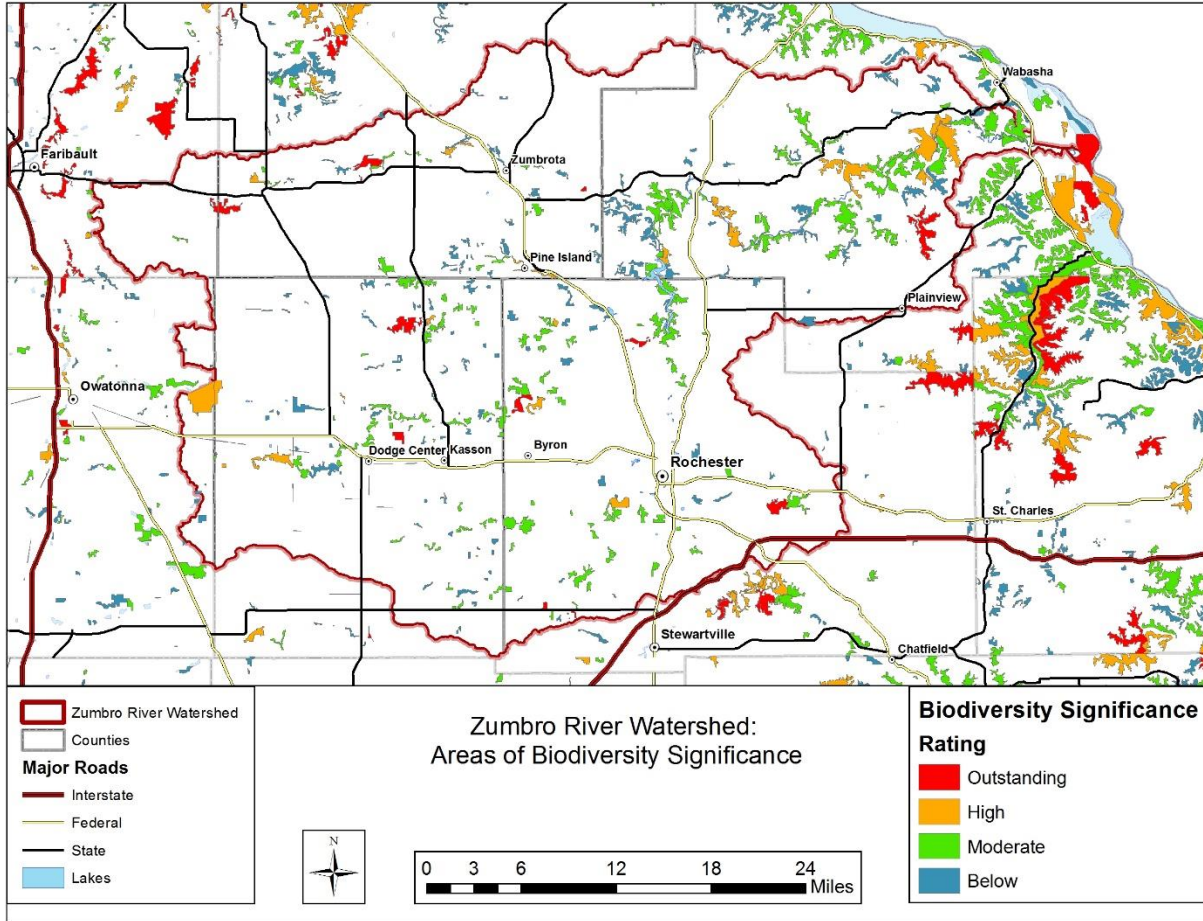 Wabasha
Faribault
Zumbrota
Pine Island
Plainview
Owatonna
Dodge Center
Kasson
Byron
Rochester
St. Charles
Stewartville
Chatfield
Zumbro River Watershed
Counties
Major Roads
Interstate
Federal
State
Lakes
Zumbro River Watershed:
Areas of Biodiversity Significance
N
0 3 6 12 18 24
Miles
Biodiversity Significance
Rating
Outstanding
High
Moderate
Below